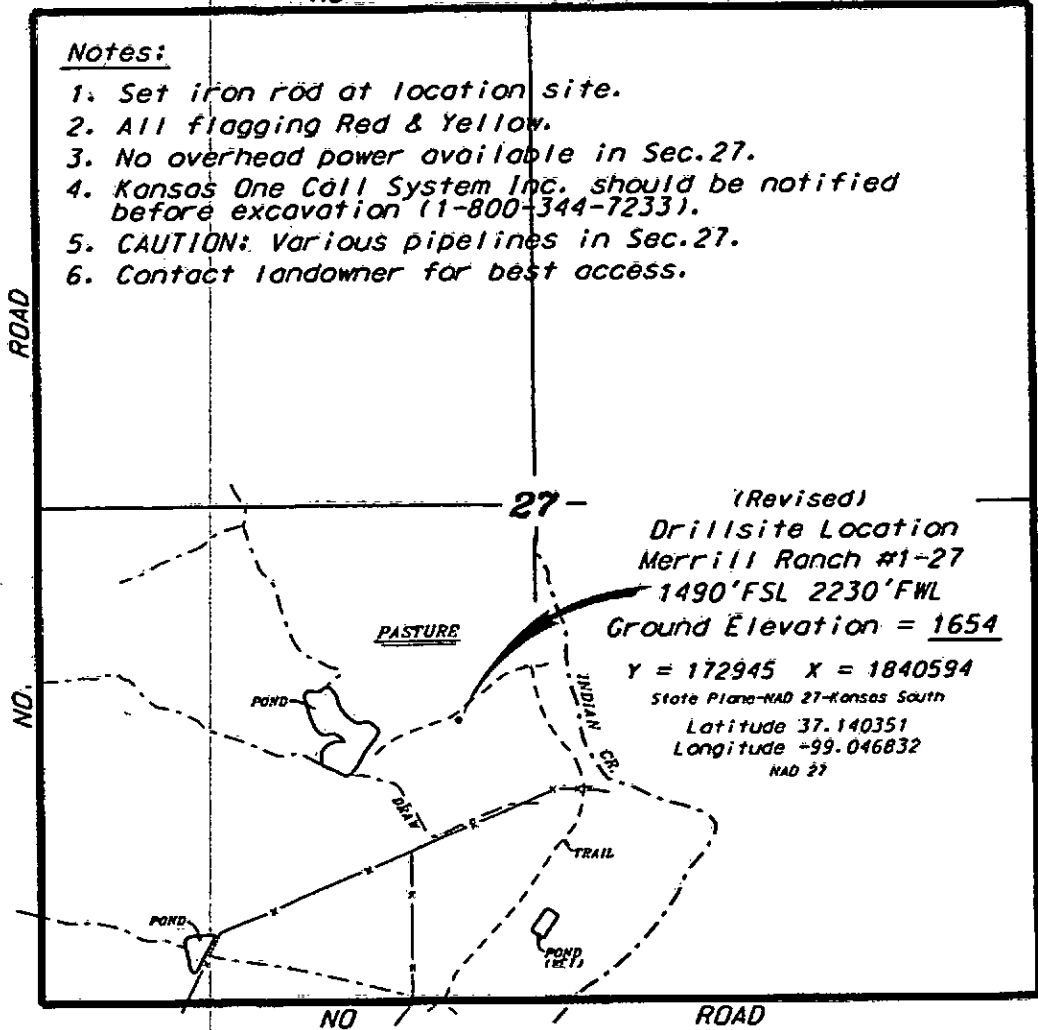 Notes:
1. Set iron rod at location site.
2. All flagging Red & Yellow.
3. No overhead power available in Sec.27.
4. Kansas One Call System Inc. should be notified
before excavation (1-800-344-7233).
5. CAUTION: Various pipelines in Sec.27.
6. Contact landowner for best access.
ROAD
27
(Revised)
Drillsite Location
Merrill Ranch #1-27
1490'FSL 2230'FWL
Ground Elevation = 1654
Y = 172945 X = 1840594
State Plane-NAD 27-Kansas South
Latitude 37.140351
Longitude -99.046832
NAD 27
PASTURE
POND
NO.
INDIAN
CR.
DRAW
TRAIL
POND
POND
NO
ROAD